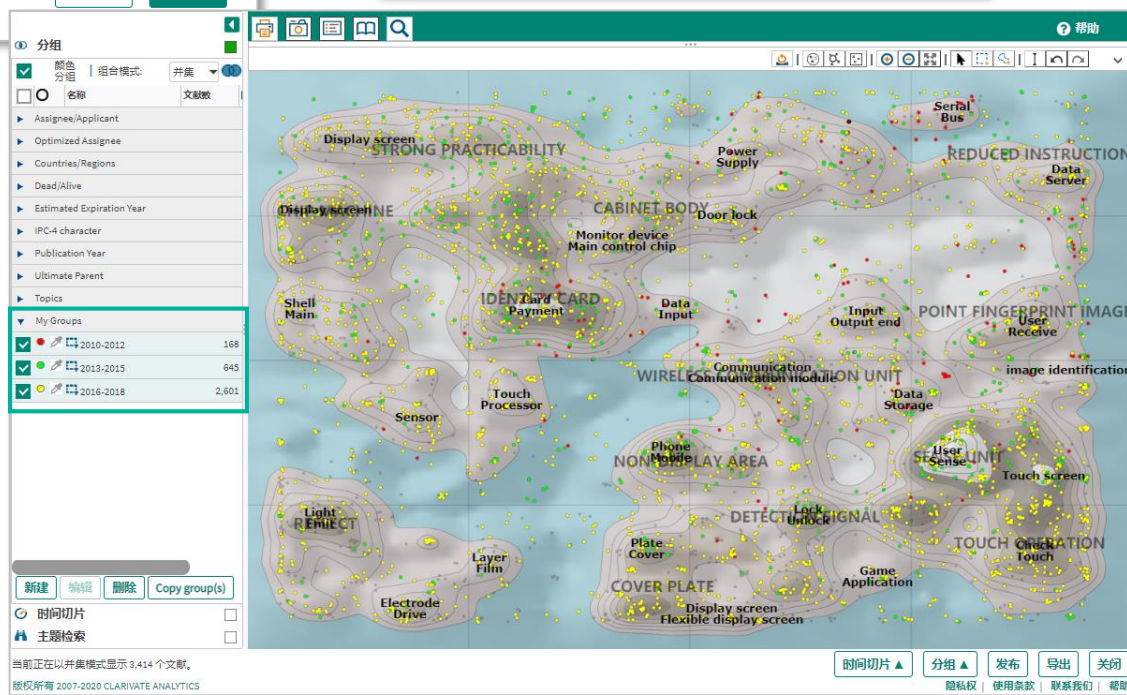 帮助
分组
颜色分组 | 组合模式: 并集
名称 文献数
Assignee/Applicant
Optimized Assignee
Countries/Regions
Dead/Alive
Estimated Expiration Year
IPC-4 character
Publication Year
Ultimate Parent
Topics
My Groups
2010-2012 168
2013-2015 645
2016-2018 2,601
新建 编辑 删除 Copy group(s)
时间切片
主题检索
当前正在以并集模式显示 3,414 个文献。
版权所有 2007-2020 CLARIVATE ANALYTICS
Serial
Bus
Display screen
STRONG PRACTICABILITY
Power
Supply
REDUCED INSTRUCTION
Data
Server
Display screen
CABINET BODY
Door lock
Monitor device
Main control chip
Shell
Main
IDENTITY CARD
Card
Payment
Data
Input
Input
Output end
POINT FINGERPRINT IMAGE
User
Receive
Communication
WIRELESS COMMUNICATION UNIT
Communication module
image identification
Touch
Processor
Data
Storage
Sensor
Phone
Mobile
NON DISPLAY AREA
User
Sense
Touch screen
Light
Emit
DETECTION SIGNAL
Lock
Unlock
Plate
Cover
TOUCH OPERATION
Check
Touch
Layer
Film
Game
Application
COVER PLATE
Electrode
Drive
Display screen
Flexible display screen
时间切片▲ 分组▲ 发布 导出 关闭
隐私权 | 使用条款 | 联系我们 | 帮助